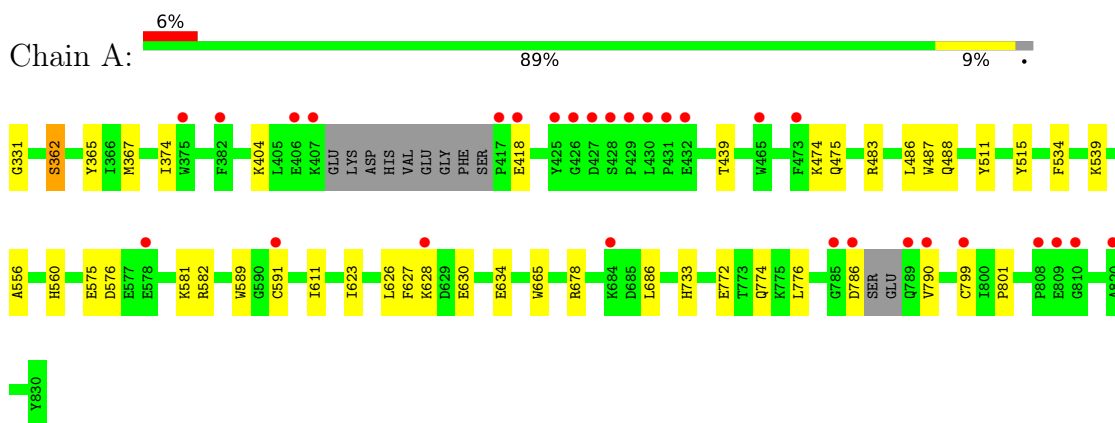 6%
Chain A:
89% 9% •
G331 S362 Y365 I366 M367 I374 W375 F382 K404 L405 E406 K407 GLU LYS ASP HIS VAL GLU GLY PHE SER P417 E418 Y425 G426 D427 S428 P429 L430 P431 E432 T439 W465 F473 K474 Q475 R483 L486 W487 Q488 Y511 Y515 F534 K539
A556 H560 E575 D576 E577 E578 K581 R582 W589 G590 C591 I611 I623 L626 F627 K628 D629 E630 E634 W665 R678 K684 D685 L686 H733 E772 T773 Q774 K775 L776 G785 D786 SER GLU Q789 V790 C799 I800 P801 P808 E809 G810
Y830